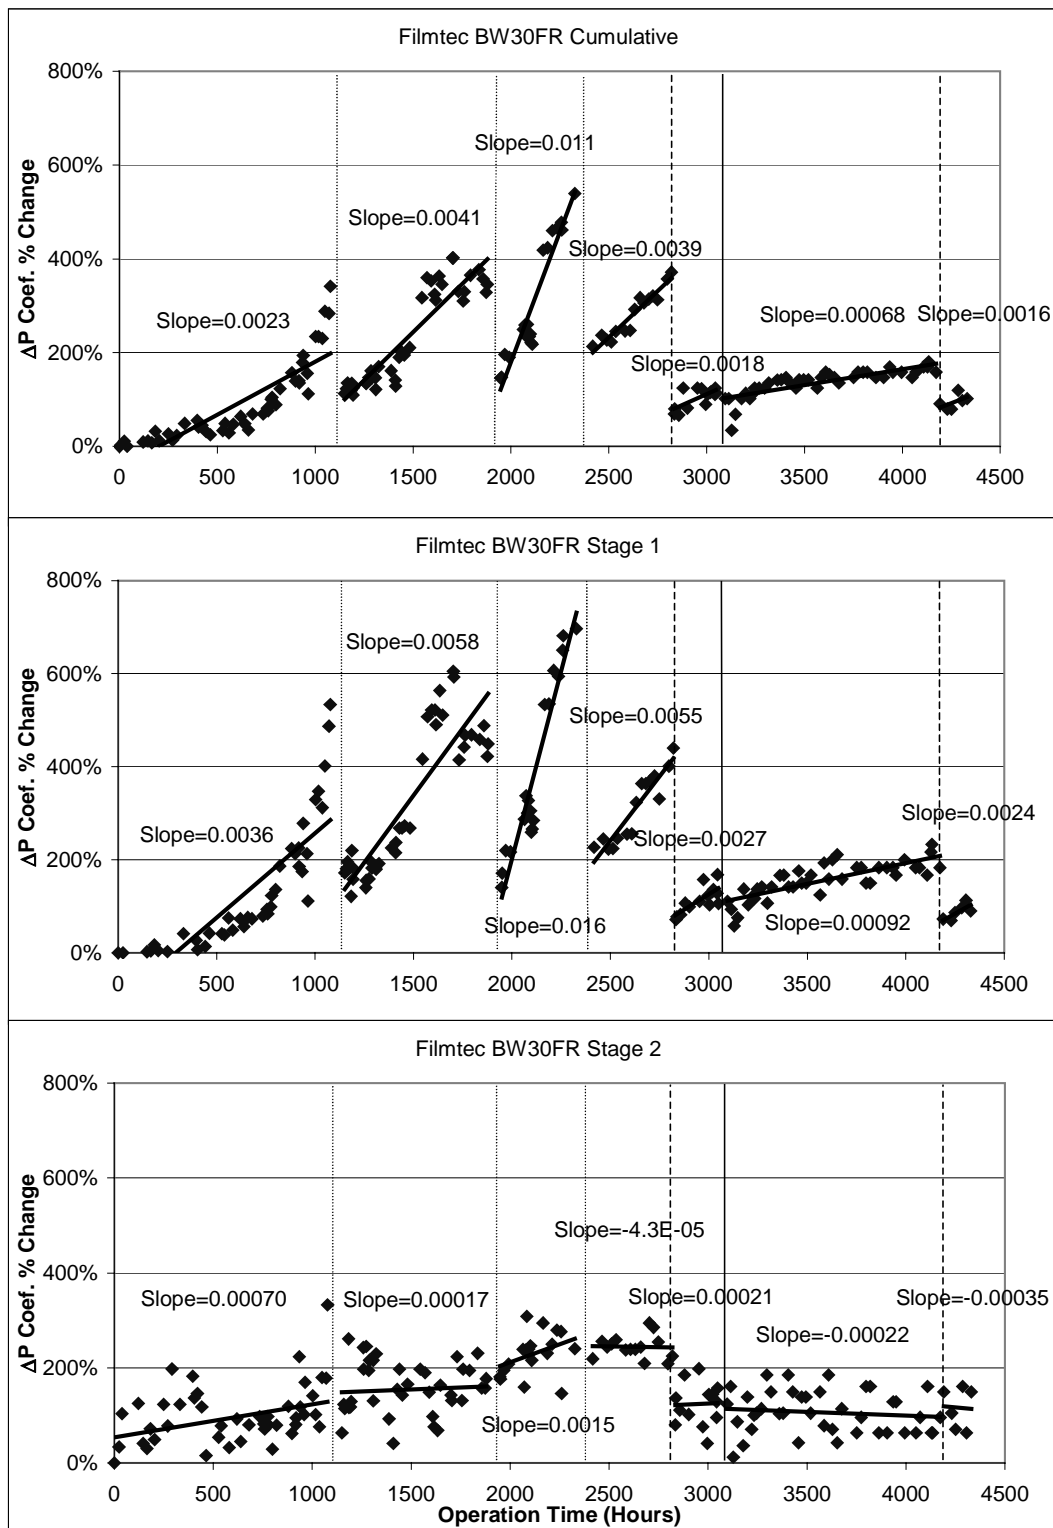 Filmtec BW30FR Cumulative
800%
600%
400%
200%
0%
ΔP Coef. % Change
Slope=0.0023
Slope=0.0041
Slope=0.011
Slope=0.0039
Slope=0.0018
Slope=0.00068
Slope=0.0016
0 500 1000 1500 2000 2500 3000 3500 4000 4500
Filmtec BW30FR Stage 1
800%
600%
400%
200%
0%
ΔP Coef. % Change
Slope=0.0036
Slope=0.0058
Slope=0.016
Slope=0.0055
Slope=0.0027
Slope=0.00092
Slope=0.0024
0 500 1000 1500 2000 2500 3000 3500 4000 4500
Filmtec BW30FR Stage 2
800%
600%
400%
200%
0%
ΔP Coef. % Change
Slope=0.00070
Slope=0.00017
Slope=0.0015
Slope=-4.3E-05
Slope=0.00021
Slope=-0.00022
Slope=-0.00035
0 500 1000 1500 2000 2500 3000 3500 4000 4500
Operation Time (Hours)